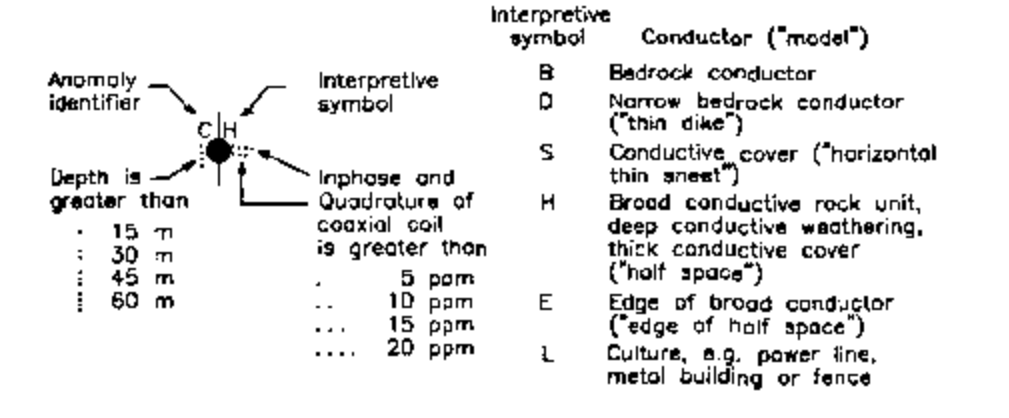 Anomaly
identifier
Interpretive
symbol
C H
Depth is
greater than
15 m
30 m
45 m
60 m
Inphase and
Quadrature of
coaxial coil
is greater than
. 5 ppm
.. 10 ppm
... 15 ppm
.... 20 ppm
Interpretive
symbol Conductor ("model")
B Bedrock conductor
D Narrow bedrock conductor
("thin dike")
S Conductive cover ("horizontal
thin sheet")
H Broad conductive rock unit,
deep conductive weathering,
thick conductive cover
("half space")
E Edge of broad conductor
("edge of half space")
L Culture, e.g. power line,
metal building or fence